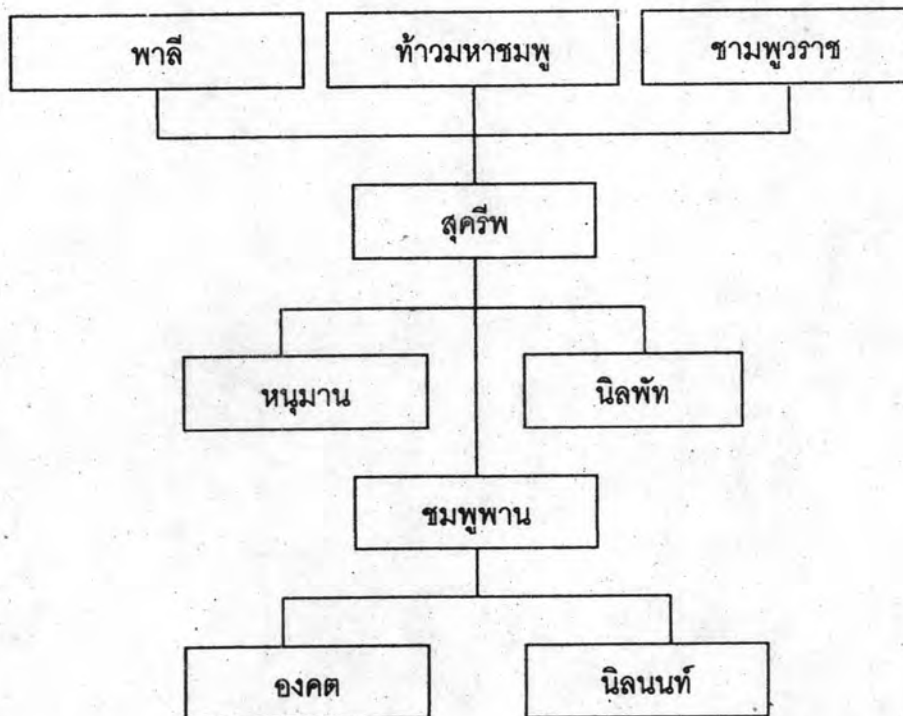 พาลี
ท้าวมหาชมพู
ชามพูวราช
สุครีพ
หนุมาน
นิลพัท
ชมพูพาน
องคต
นิลนนท์